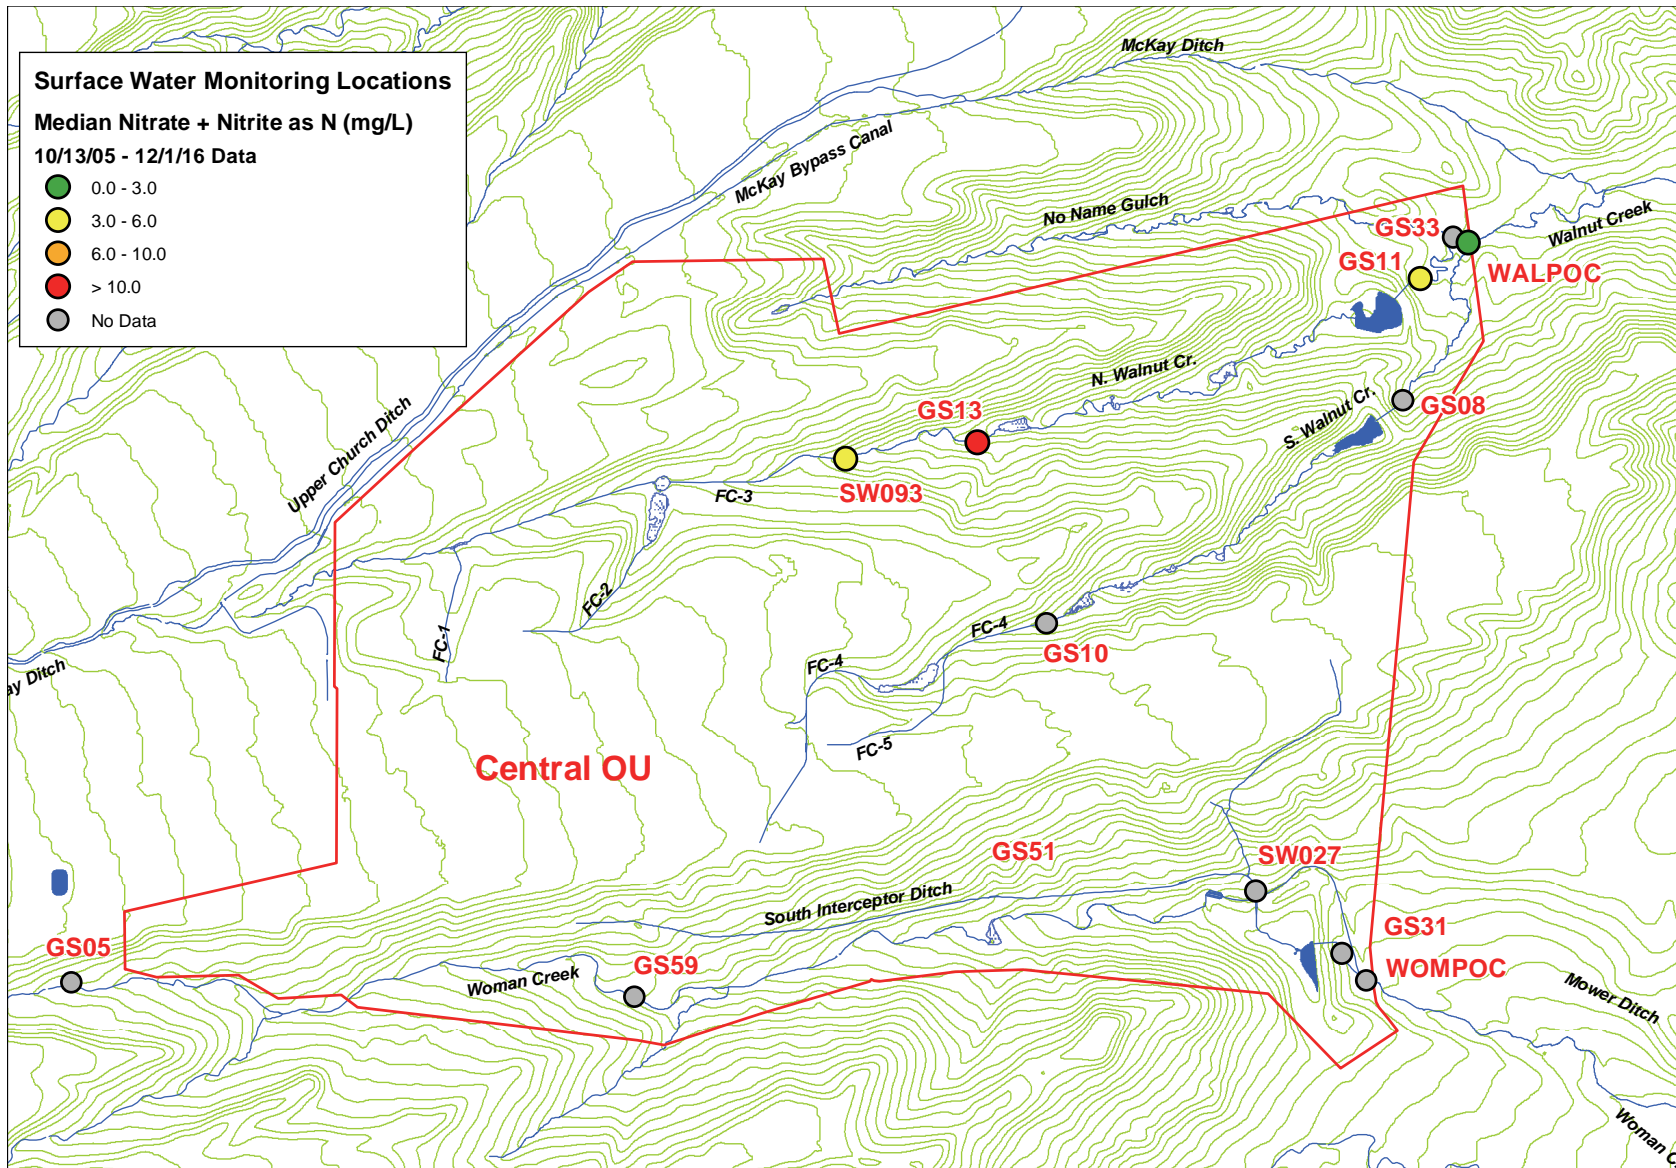 Surface Water Monitoring Locations
Median Nitrate + Nitrite as N (mg/L)
10/13/05 - 12/1/16 Data
0.0 - 3.0
3.0 - 6.0
6.0 - 10.0
> 10.0
No Data
McKay Ditch
McKay Bypass Canal
No Name Gulch
GS33
Walnut Creek
GS11
WALPOC
N. Walnut Cr.
GS13
S. Walnut Cr.
GS08
Upper Church Ditch
SW093
FC-3
FC-2
FC-1
FC-4
GS10
FC-4
ay Ditch
FC-5
Central OU
GS51
SW027
South Interceptor Ditch
GS05
GS31
GS59
WOMPOC
Woman Creek
Mower Ditch
Woman C